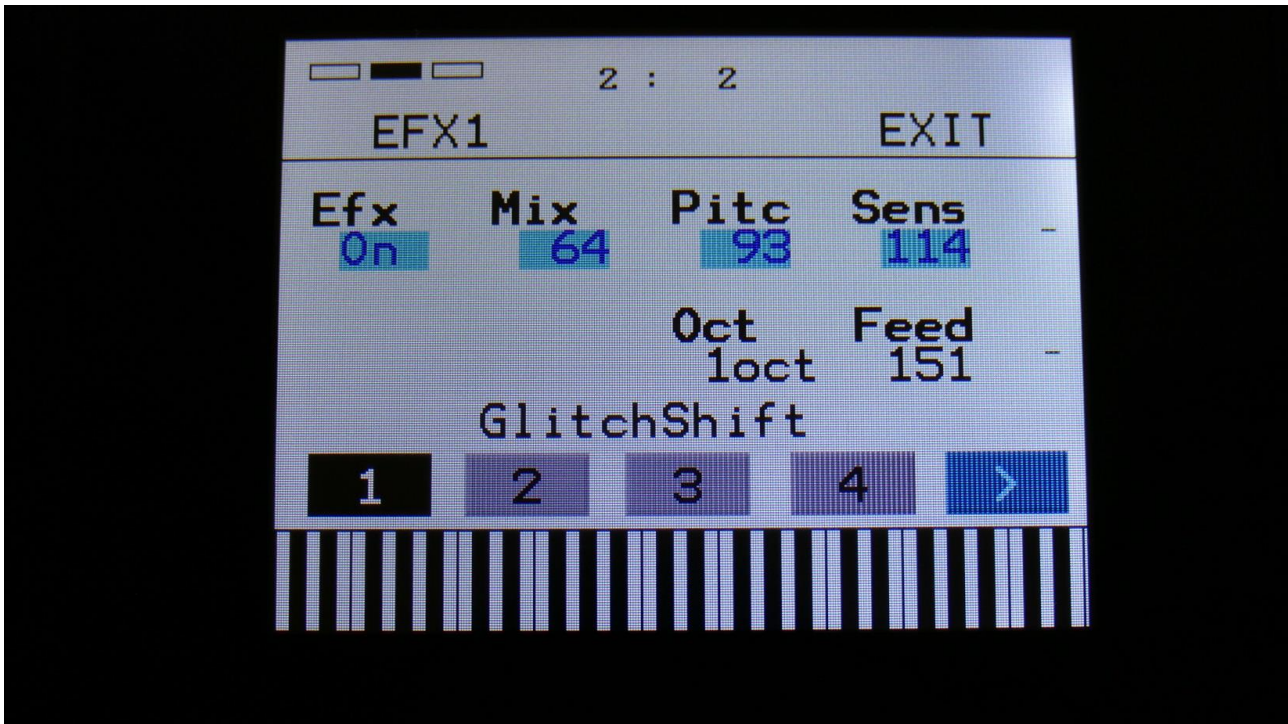 2 : 2
EFX1 EXIT
Efx Mix Pitc Sens -
On 64 93 114
Oct Feed
1oct 151 -
GlitchShift
1 2 3 4 >